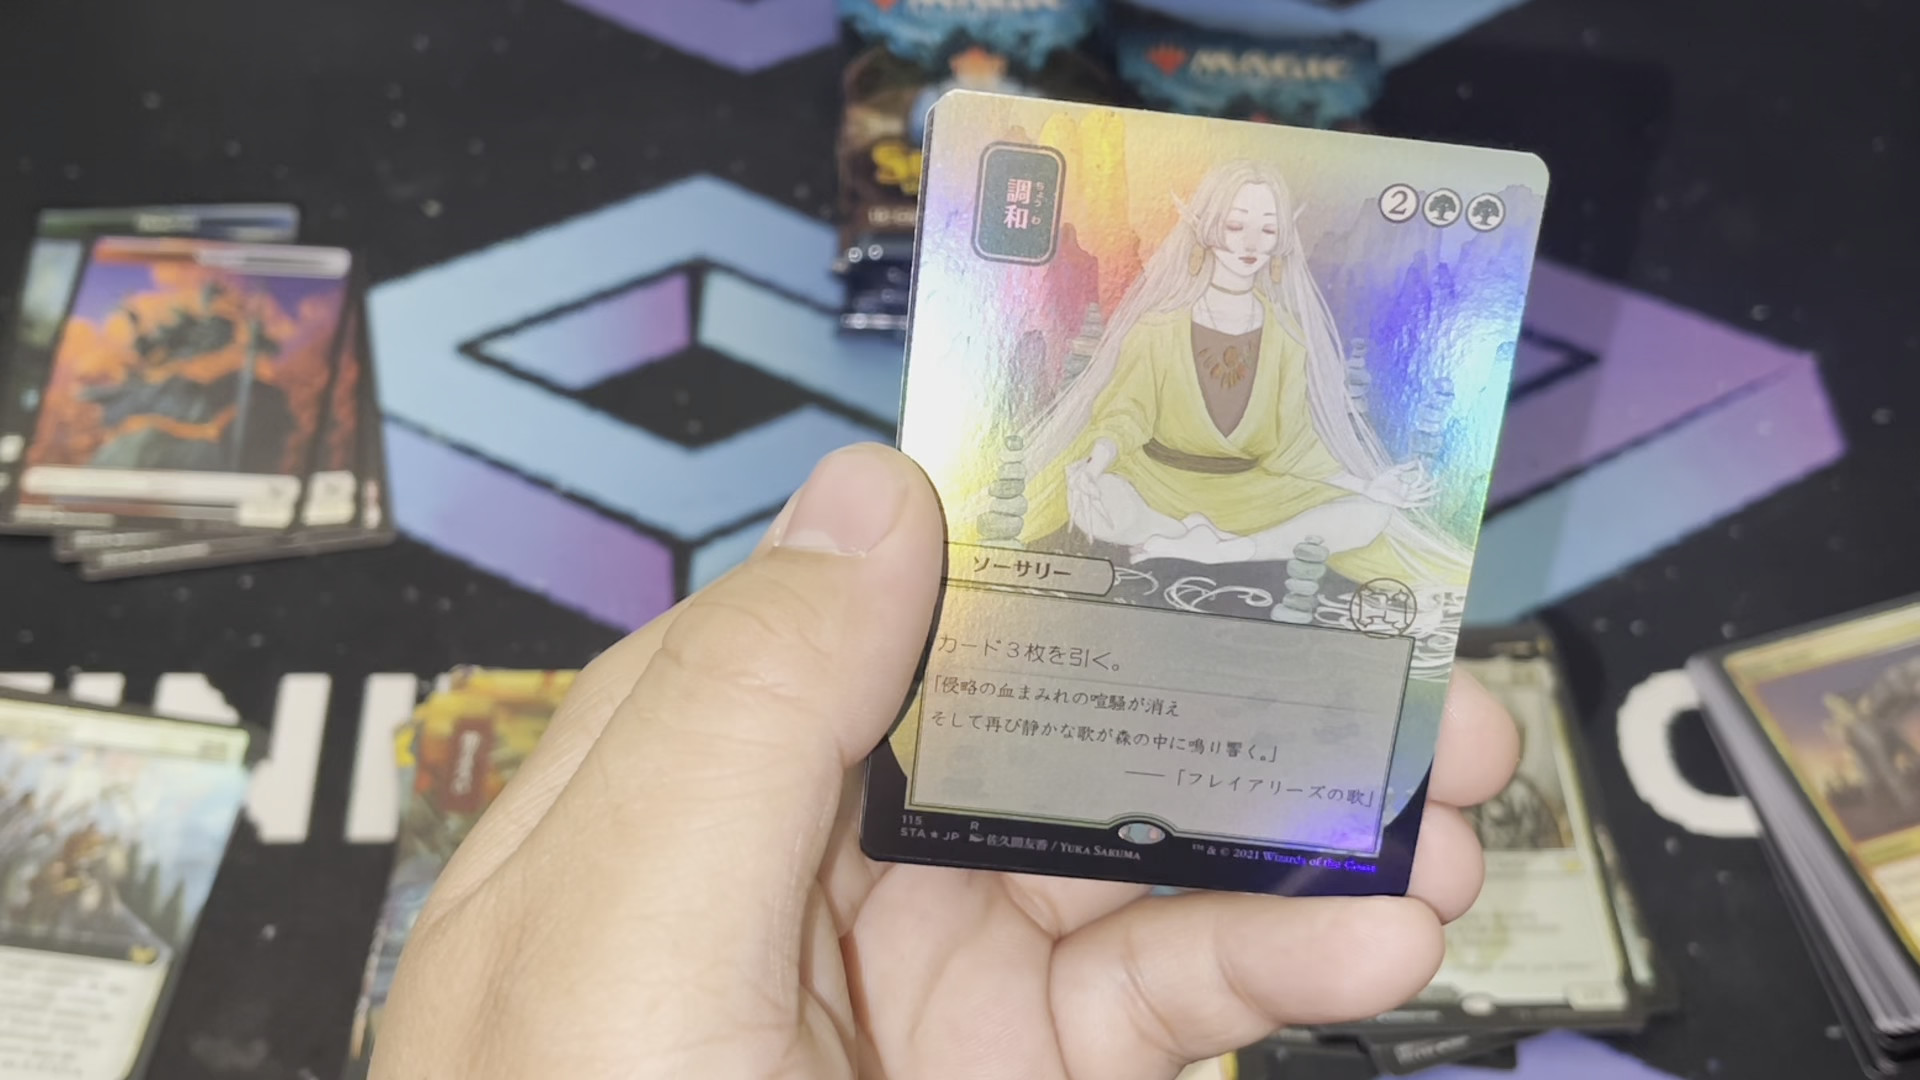 MAGIC
MAGIC
調和
ちょうわ
2
ソーサリー
カード3枚を引く。
「侵略の血まみれの喧騒が消え
そして再び静かな歌が森の中に鳴り響く。」
――「フレイアリーズの歌」
115 R
STA★JP 佐久間友香 / YUKA SAKUMA
™ & © 2021 Wizards of the Coast